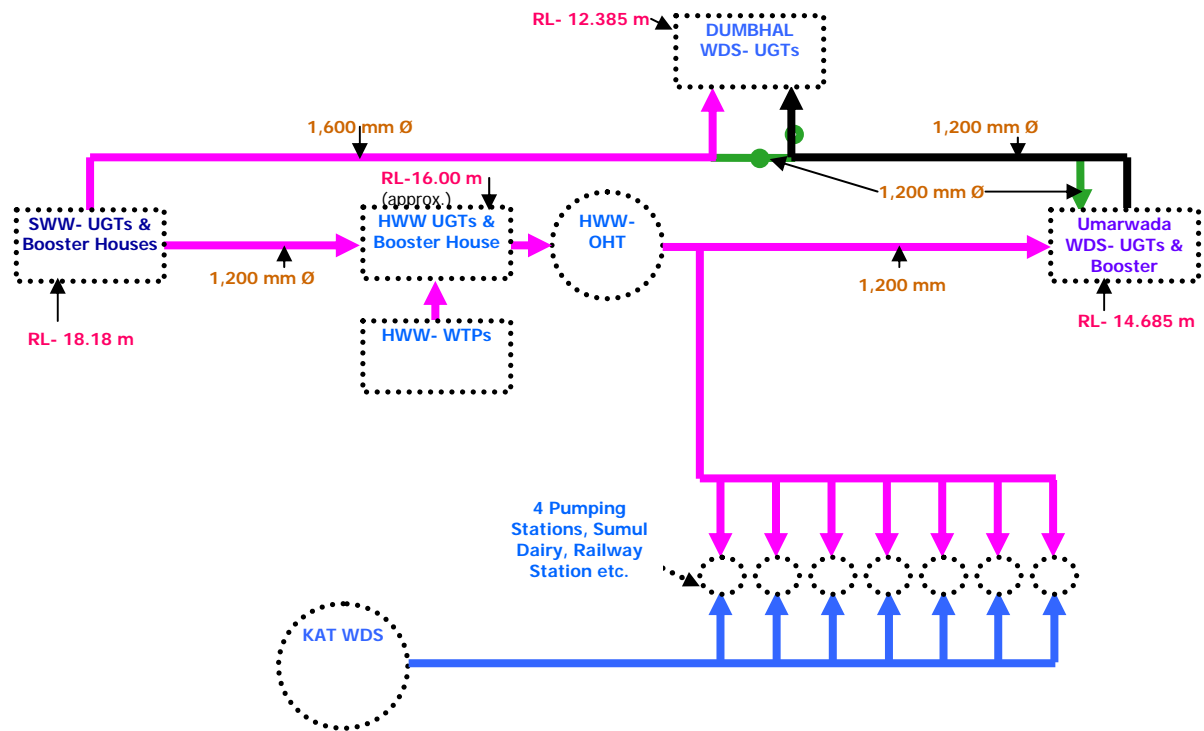 RL- 12.385 m
DUMBHAL
WDS- UGTs
1,600 mm Ø
1,200 mm Ø
RL-16.00 m
(approx.)
1,200 mm Ø
SWW- UGTs &
Booster Houses
HWW UGTs &
Booster House
HWW-
OHT
Umarwada
WDS- UGTs &
Booster
1,200 mm Ø
1,200 mm
RL- 18.18 m
HWW- WTPs
RL- 14.685 m
4 Pumping
Stations, Sumul
Dairy, Railway
Station etc.
KAT WDS